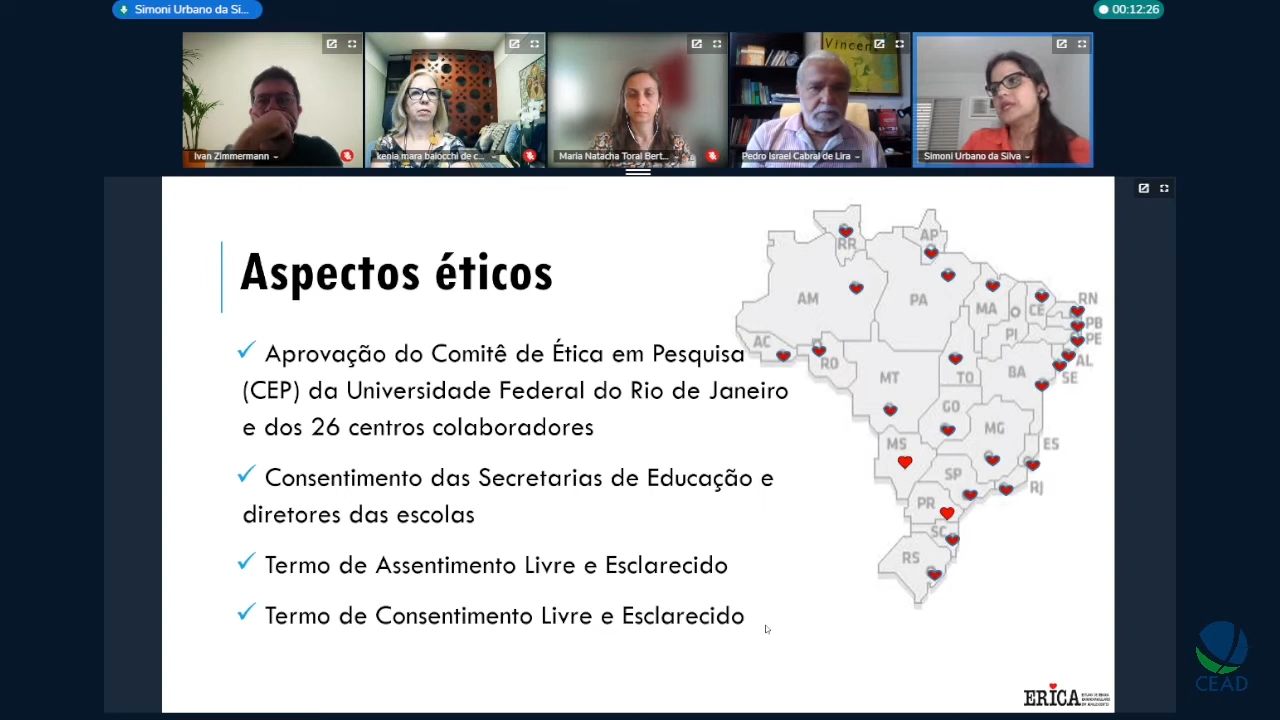 Simoni Urbano da Si...
00:12:26
Vincen
Ivan Zimmermann
kenia mara baiocchi de c...
Maria Natacha Toral Bert...
Pedro Israel Cabral de Lira
Simoni Urbano da Silva
Aspectos éticos
✓ Aprovação do Comitê de Ética em Pesquisa
(CEP) da Universidade Federal do Rio de Janeiro
e dos 26 centros colaboradores
✓ Consentimento das Secretarias de Educação e
diretores das escolas
✓ Termo de Assentimento Livre e Esclarecido
✓ Termo de Consentimento Livre e Esclarecido
RR
AP
AM
PA
MA
CE
RN
PB
PI
PE
AC
RO
AL
MT
TO
BA
SE
GO
MG
MS
ES
SP
RJ
PR
SC
RS
ERICA
CEAD